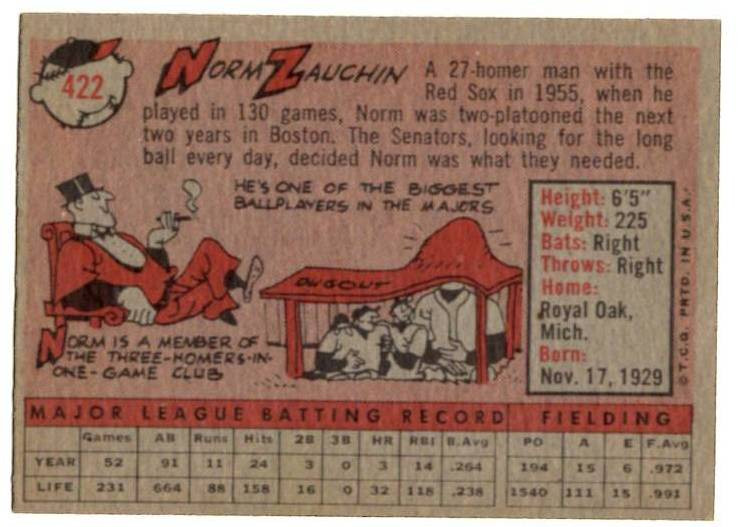 422
NORM ZAUCHIN
A 27-homer man with the
Red Sox in 1955, when he
played in 130 games, Norm was two-platooned the next
two years in Boston. The Senators, looking for the long
ball every day, decided Norm was what they needed.
HE'S ONE OF THE BIGGEST
BALLPLAYERS IN THE MAJORS
DUGOUT
NORM IS A MEMBER OF
THE THREE-HOMERS-IN-
ONE-GAME CLUB
Height: 6'5"
Weight: 225
Bats: Right
Throws: Right
Home:
Royal Oak,
Mich.
Born:
Nov. 17, 1929
©T.C.G. PRTD. IN U.S.A.
MAJOR LEAGUE BATTING RECORD FIELDING
Games AB Runs Hits 2B 3B HR RBI B.Avg PO A E F.Avg
YEAR 52 91 11 24 3 0 3 14 .264 194 15 6 .972
LIFE 231 664 88 158 16 0 32 118 .238 1540 111 15 .991